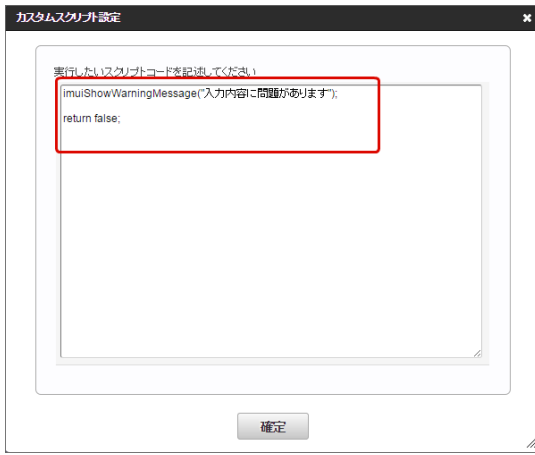 カスタムスクリプト設定
実行したいスクリプトコードを記述してください
imuiShowWarningMessage("入力内容に問題があります");
return false;
確定